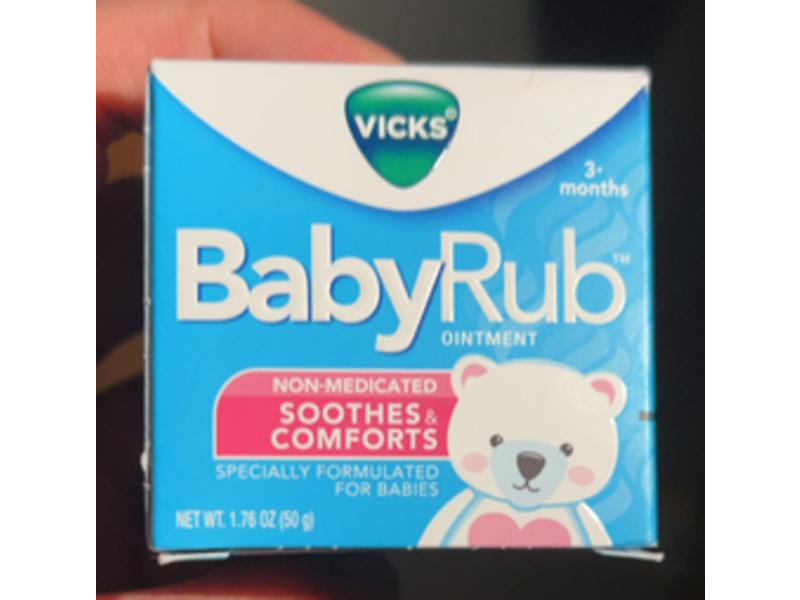 VICKS®
3+
months
BabyRub™
OINTMENT
NON-MEDICATED
SOOTHES &
COMFORTS
SPECIALLY FORMULATED
FOR BABIES
NET WT. 1.76 OZ (50 g)